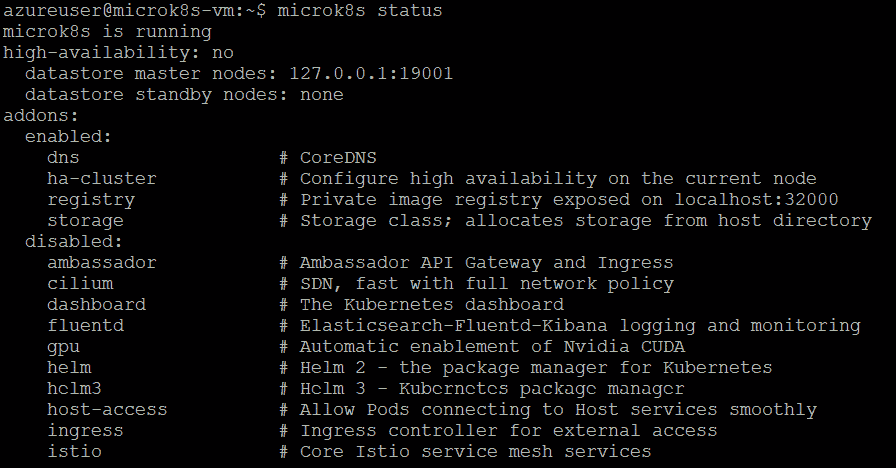 azureuser@microk8s-vm:~$ microk8s status
microk8s is running
high-availability: no
  datastore master nodes: 127.0.0.1:19001
  datastore standby nodes: none
addons:
  enabled:
    dns                  # CoreDNS
    ha-cluster           # Configure high availability on the current node
    registry             # Private image registry exposed on localhost:32000
    storage              # Storage class; allocates storage from host directory
  disabled:
    ambassador           # Ambassador API Gateway and Ingress
    cilium               # SDN, fast with full network policy
    dashboard            # The Kubernetes dashboard
    fluentd              # Elasticsearch-Fluentd-Kibana logging and monitoring
    gpu                  # Automatic enablement of Nvidia CUDA
    helm                 # Helm 2 - the package manager for Kubernetes
    helm3                # Helm 3 - Kubernetes package manager
    host-access          # Allow Pods connecting to Host services smoothly
    ingress              # Ingress controller for external access
    istio                # Core Istio service mesh services